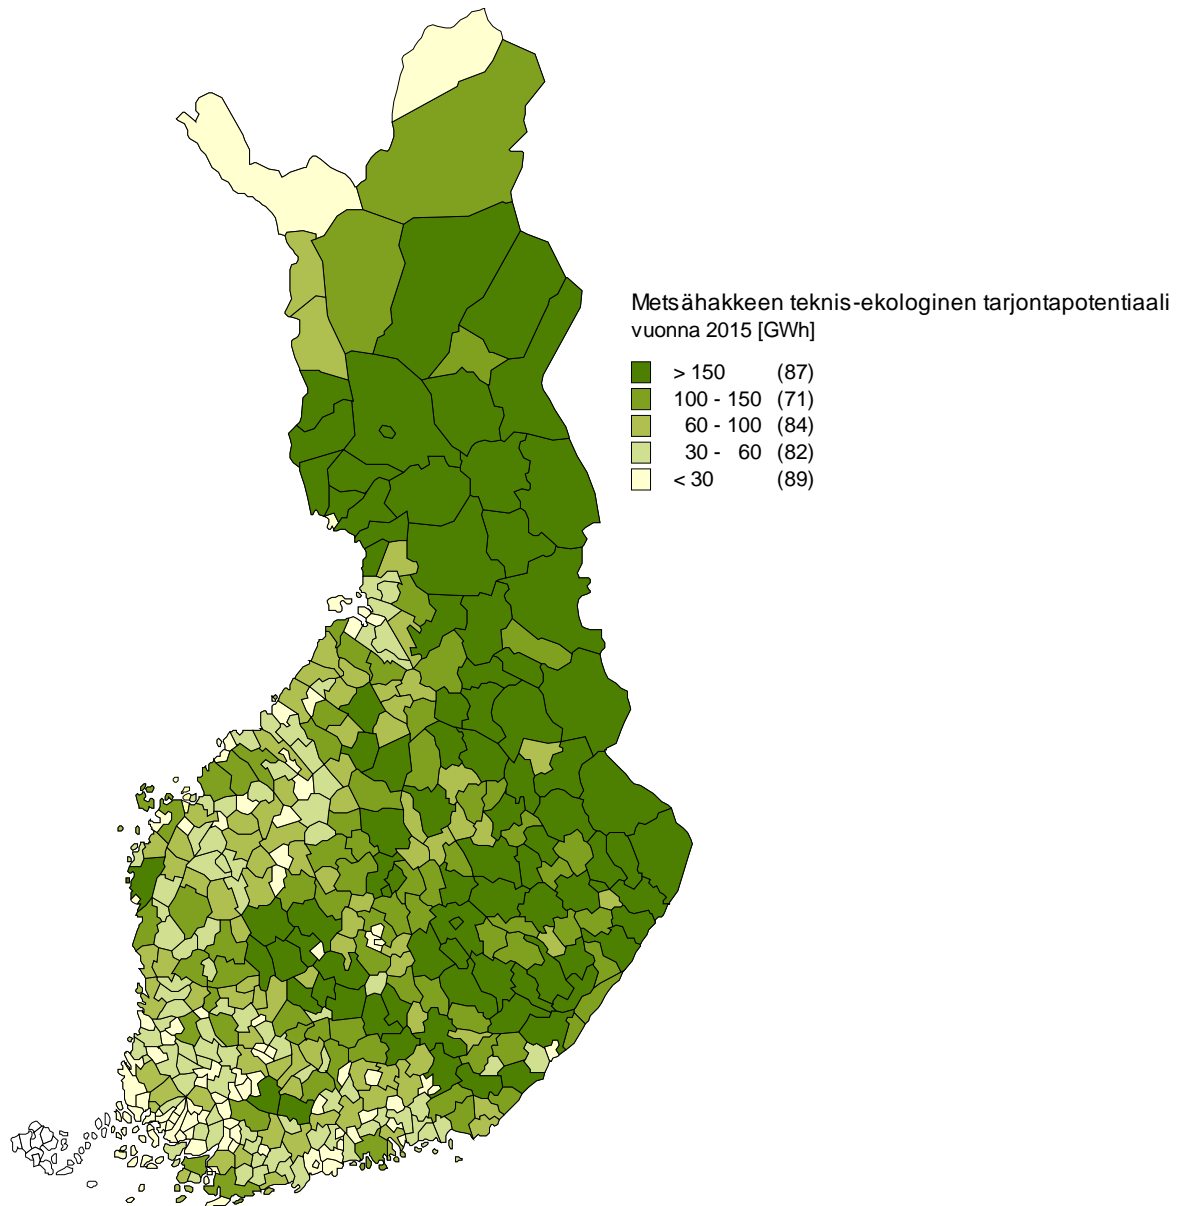 Metsähakkeen teknis-ekologinen tarjontapotentiaali
vuonna 2015 [GWh]
> 150 (87)
100 - 150 (71)
60 - 100 (84)
30 - 60 (82)
< 30 (89)